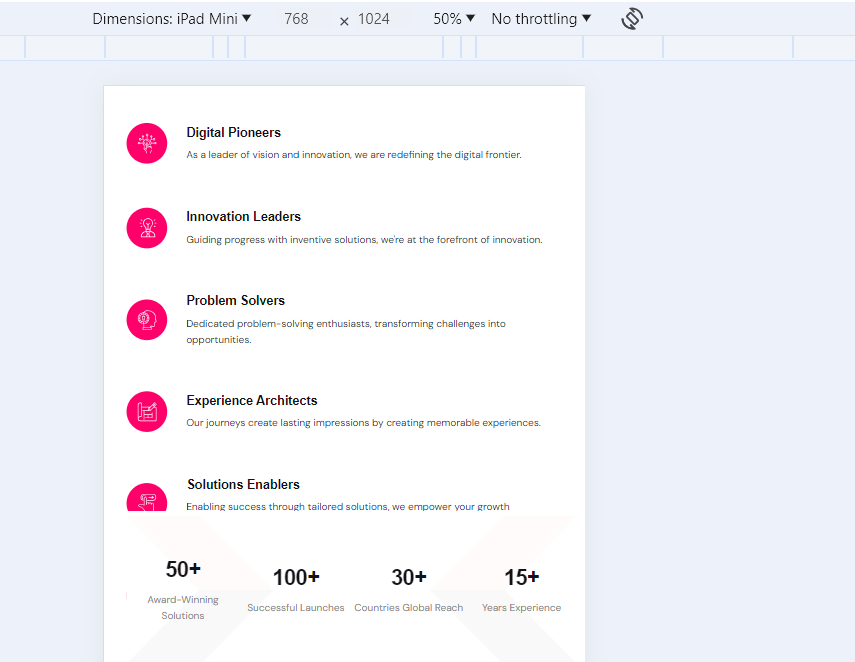 Dimensions: iPad Mini ▼ 768 × 1024 50% ▼ No throttling ▼
Digital Pioneers
As a leader of vision and innovation, we are redefining the digital frontier.
Innovation Leaders
Guiding progress with inventive solutions, we're at the forefront of innovation.
Problem Solvers
Dedicated problem-solving enthusiasts, transforming challenges into
opportunities.
Experience Architects
Our journeys create lasting impressions by creating memorable experiences.
Solutions Enablers
Enabling success through tailored solutions, we empower your growth
50+
Award-Winning
Solutions
100+
Successful Launches
30+
Countries Global Reach
15+
Years Experience